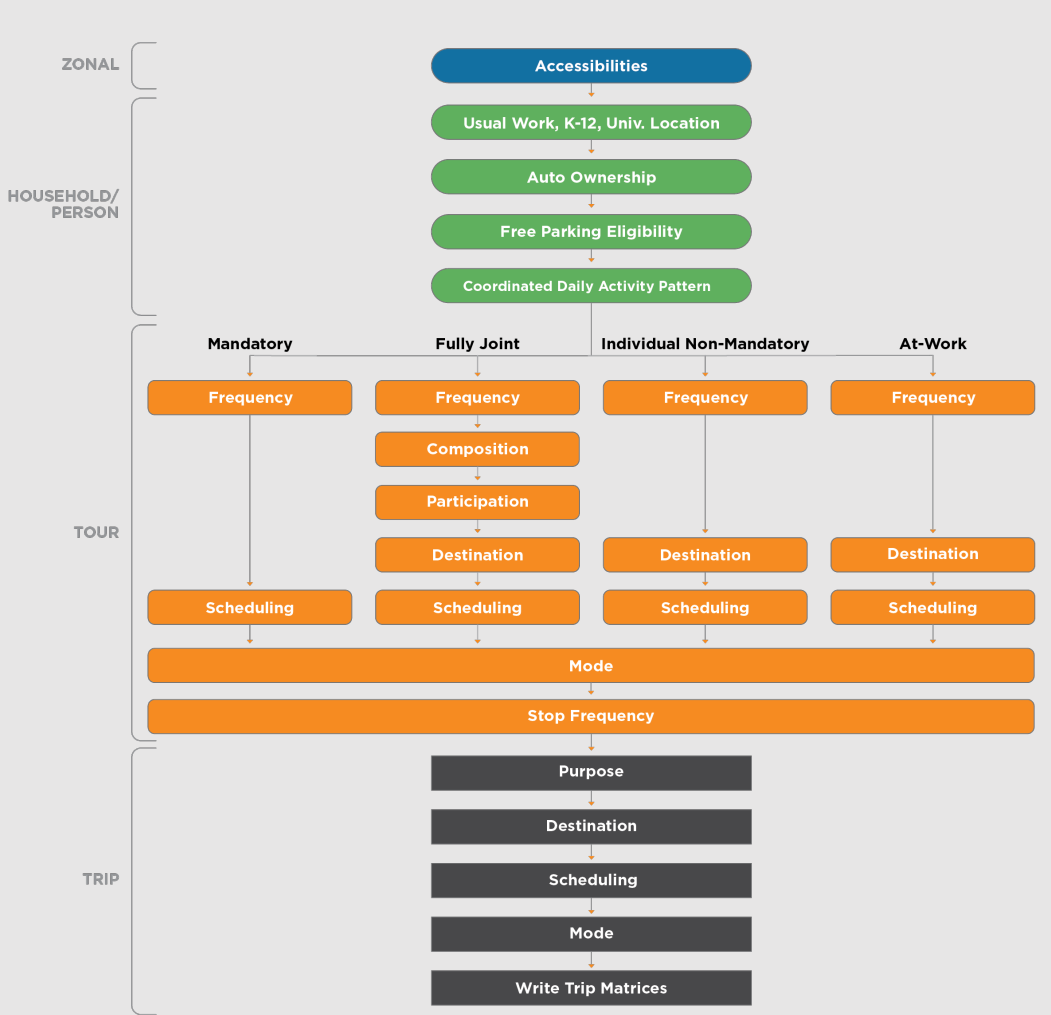 ZONAL
Accessibilities
HOUSEHOLD/
PERSON
Usual Work, K-12, Univ. Location
Auto Ownership
Free Parking Eligibility
Coordinated Daily Activity Pattern
TOUR
Mandatory
Fully Joint
Individual Non-Mandatory
At-Work
Frequency
Frequency
Frequency
Frequency
Composition
Participation
Destination
Destination
Destination
Scheduling
Scheduling
Scheduling
Scheduling
Mode
Stop Frequency
TRIP
Purpose
Destination
Scheduling
Mode
Write Trip Matrices